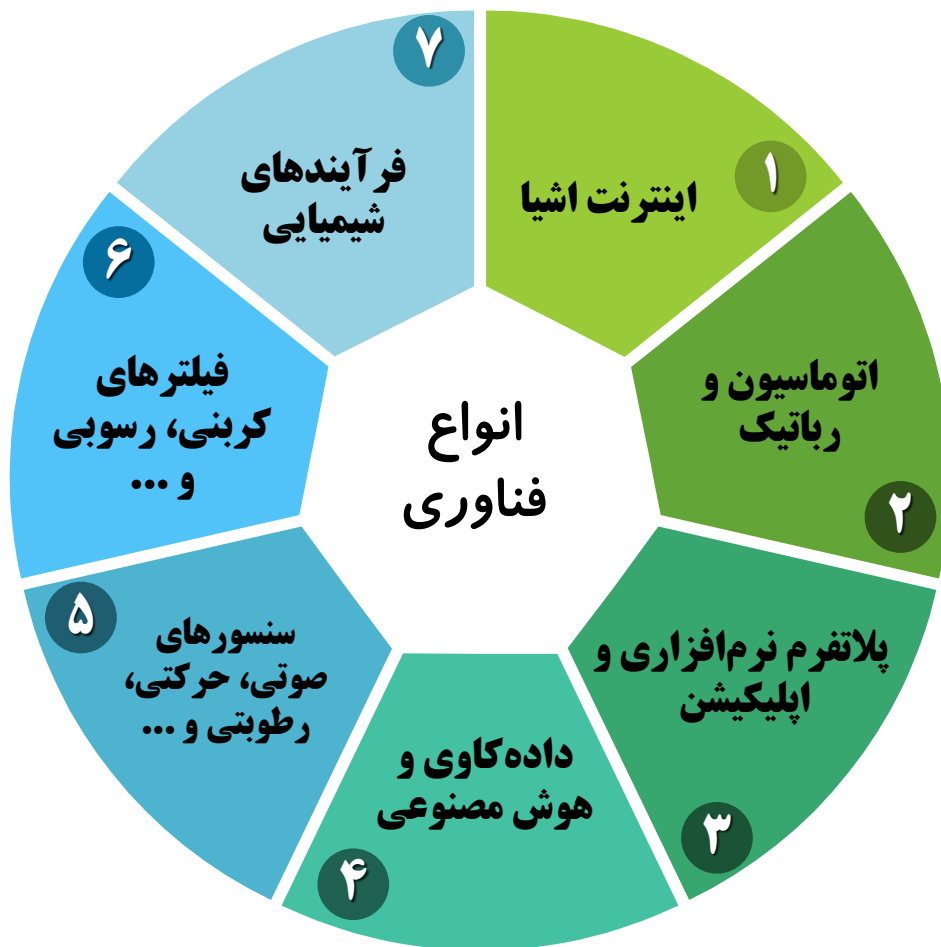 انواع
فناوری
۱
اینترنت اشیا
۲
اتوماسیون و
رباتیک
۳
پلاتفرم نرم‌افزاری و
اپلیکیشن
۴
داده‌کاوی و
هوش مصنوعی
۵
سنسورهای
صوتی، حرکتی،
رطوبتی و ...
۶
فیلترهای
کربنی، رسوبی
و ...
۷
فرآیندهای
شیمیایی